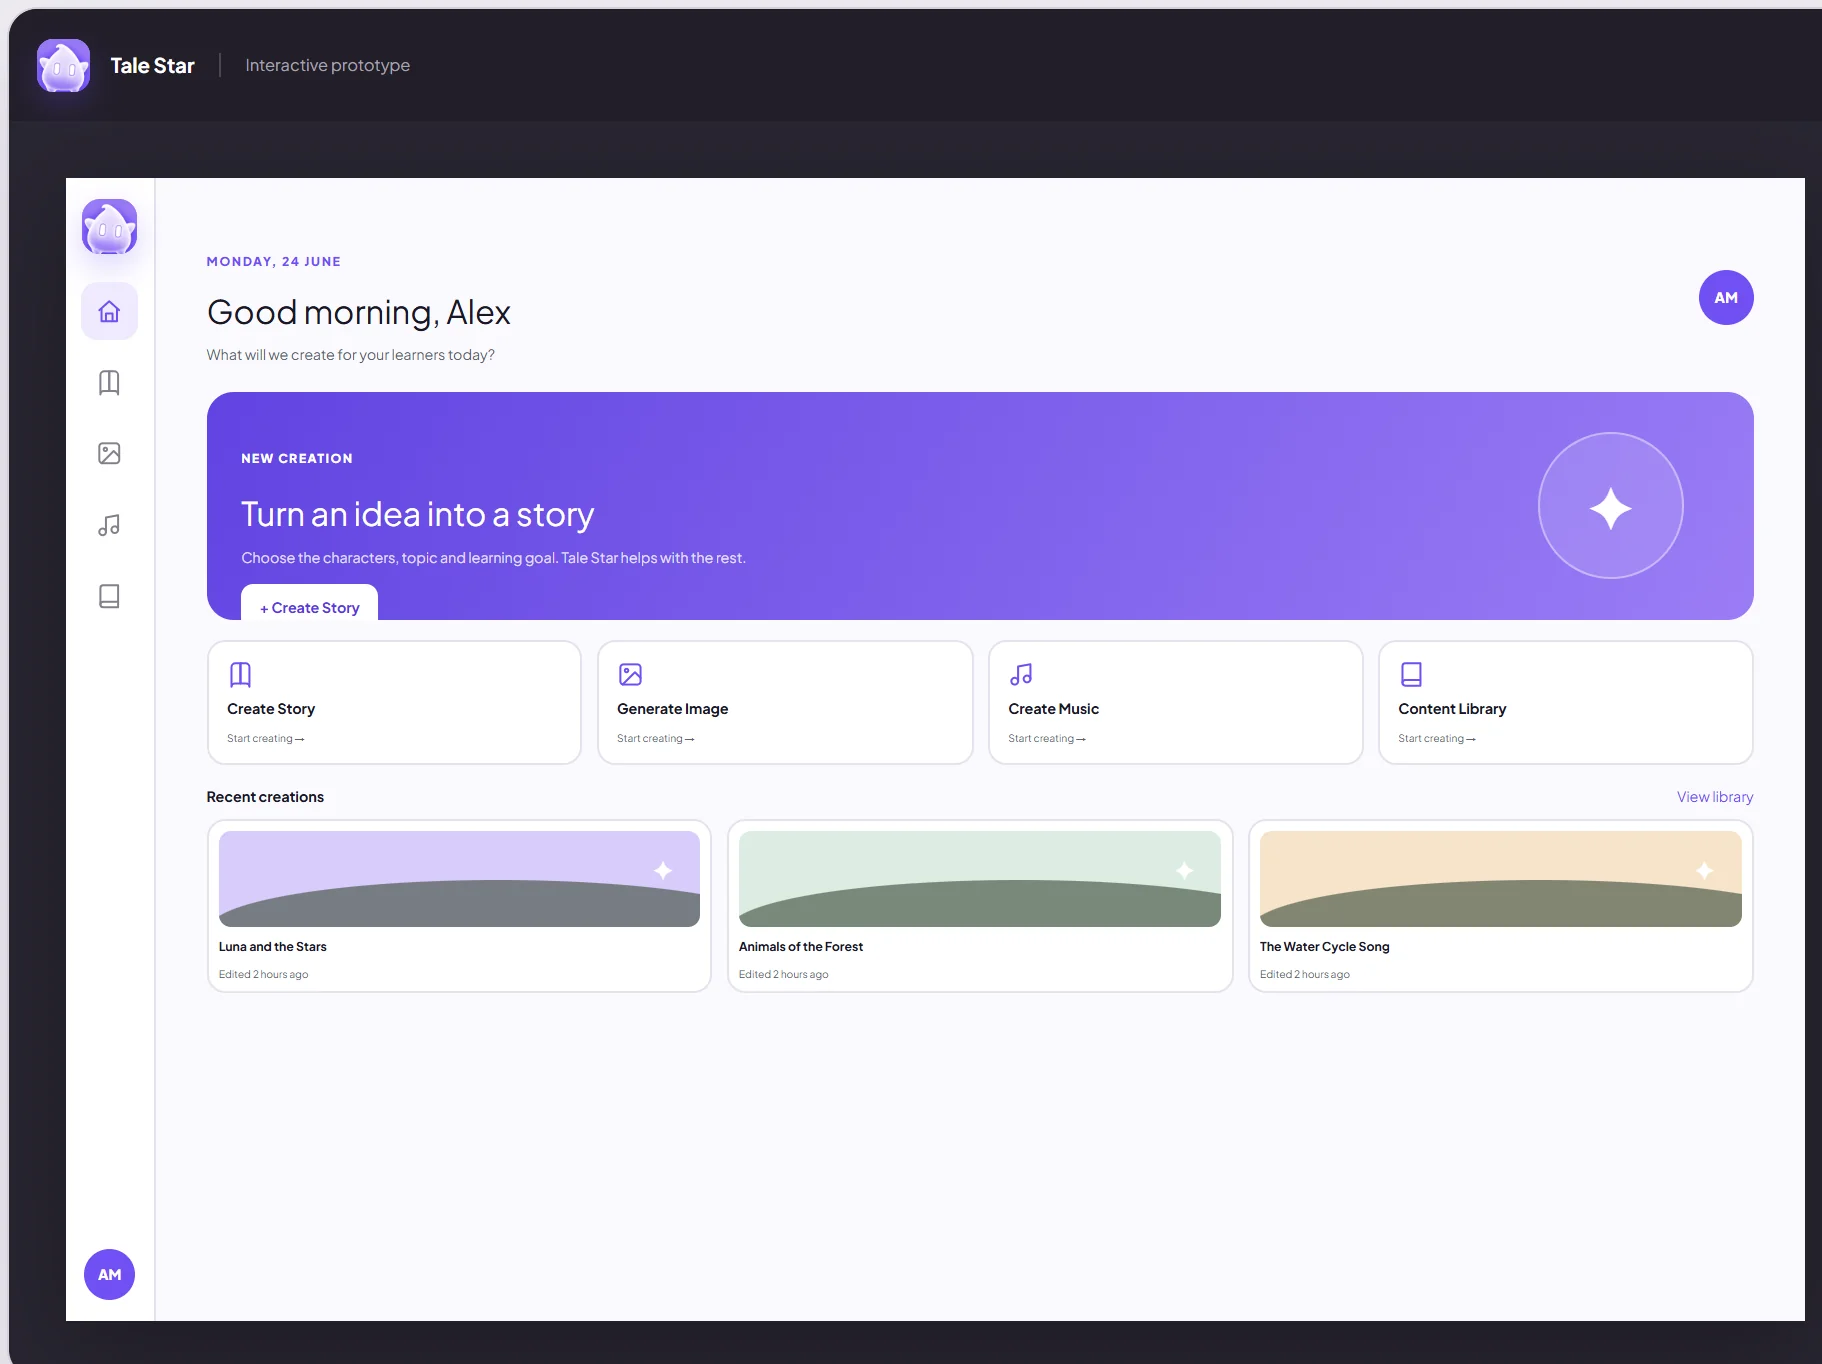 Tale Star
Interactive prototype
MONDAY, 24 JUNE
Good morning, Alex
AM
What will we create for your learners today?
NEW CREATION
Turn an idea into a story
Choose the characters, topic and learning goal. Tale Star helps with the rest.
+ Create Story
Create Story
Start creating →
Generate Image
Start creating →
Create Music
Start creating →
Content Library
Start creating →
Recent creations
View library
Luna and the Stars
Edited 2 hours ago
Animals of the Forest
Edited 2 hours ago
The Water Cycle Song
Edited 2 hours ago
AM